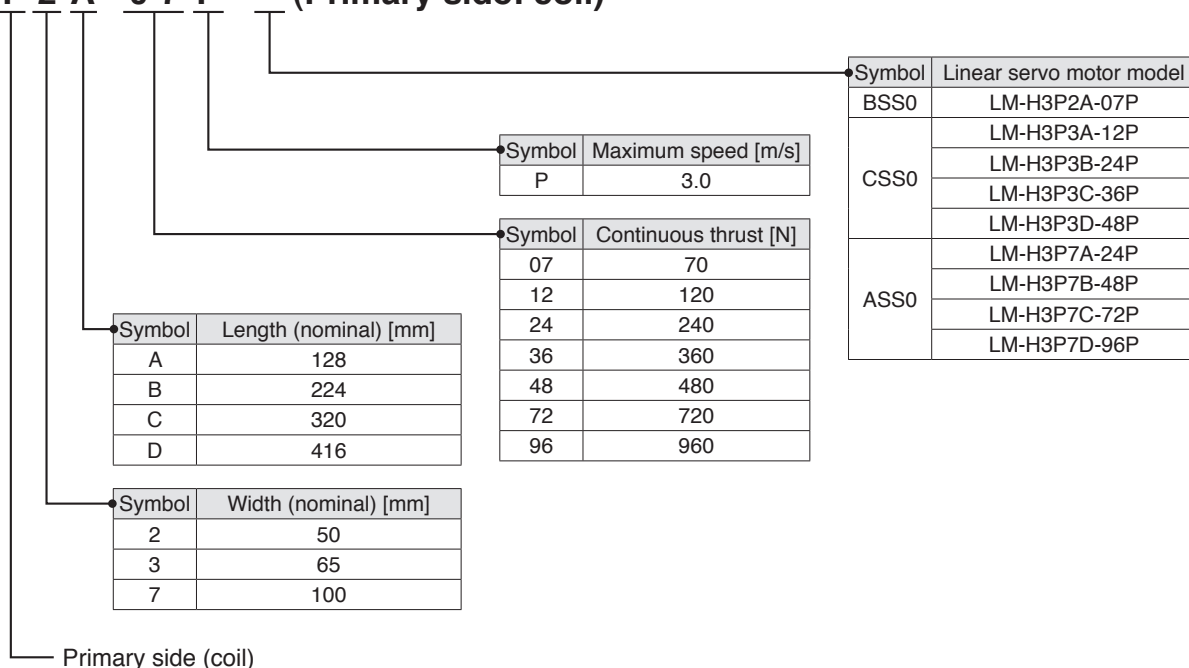 (Primary side: coil)
Symbol Linear servo motor model
BSS0 LM-H3P2A-07P
CSS0 LM-H3P3A-12P
LM-H3P3B-24P
LM-H3P3C-36P
LM-H3P3D-48P
ASS0 LM-H3P7A-24P
LM-H3P7B-48P
LM-H3P7C-72P
LM-H3P7D-96P
Symbol Maximum speed [m/s]
P 3.0
Symbol Continuous thrust [N]
07 70
12 120
24 240
36 360
48 480
72 720
96 960
Symbol Length (nominal) [mm]
A 128
B 224
C 320
D 416
Symbol Width (nominal) [mm]
2 50
3 65
7 100
Primary side (coil)